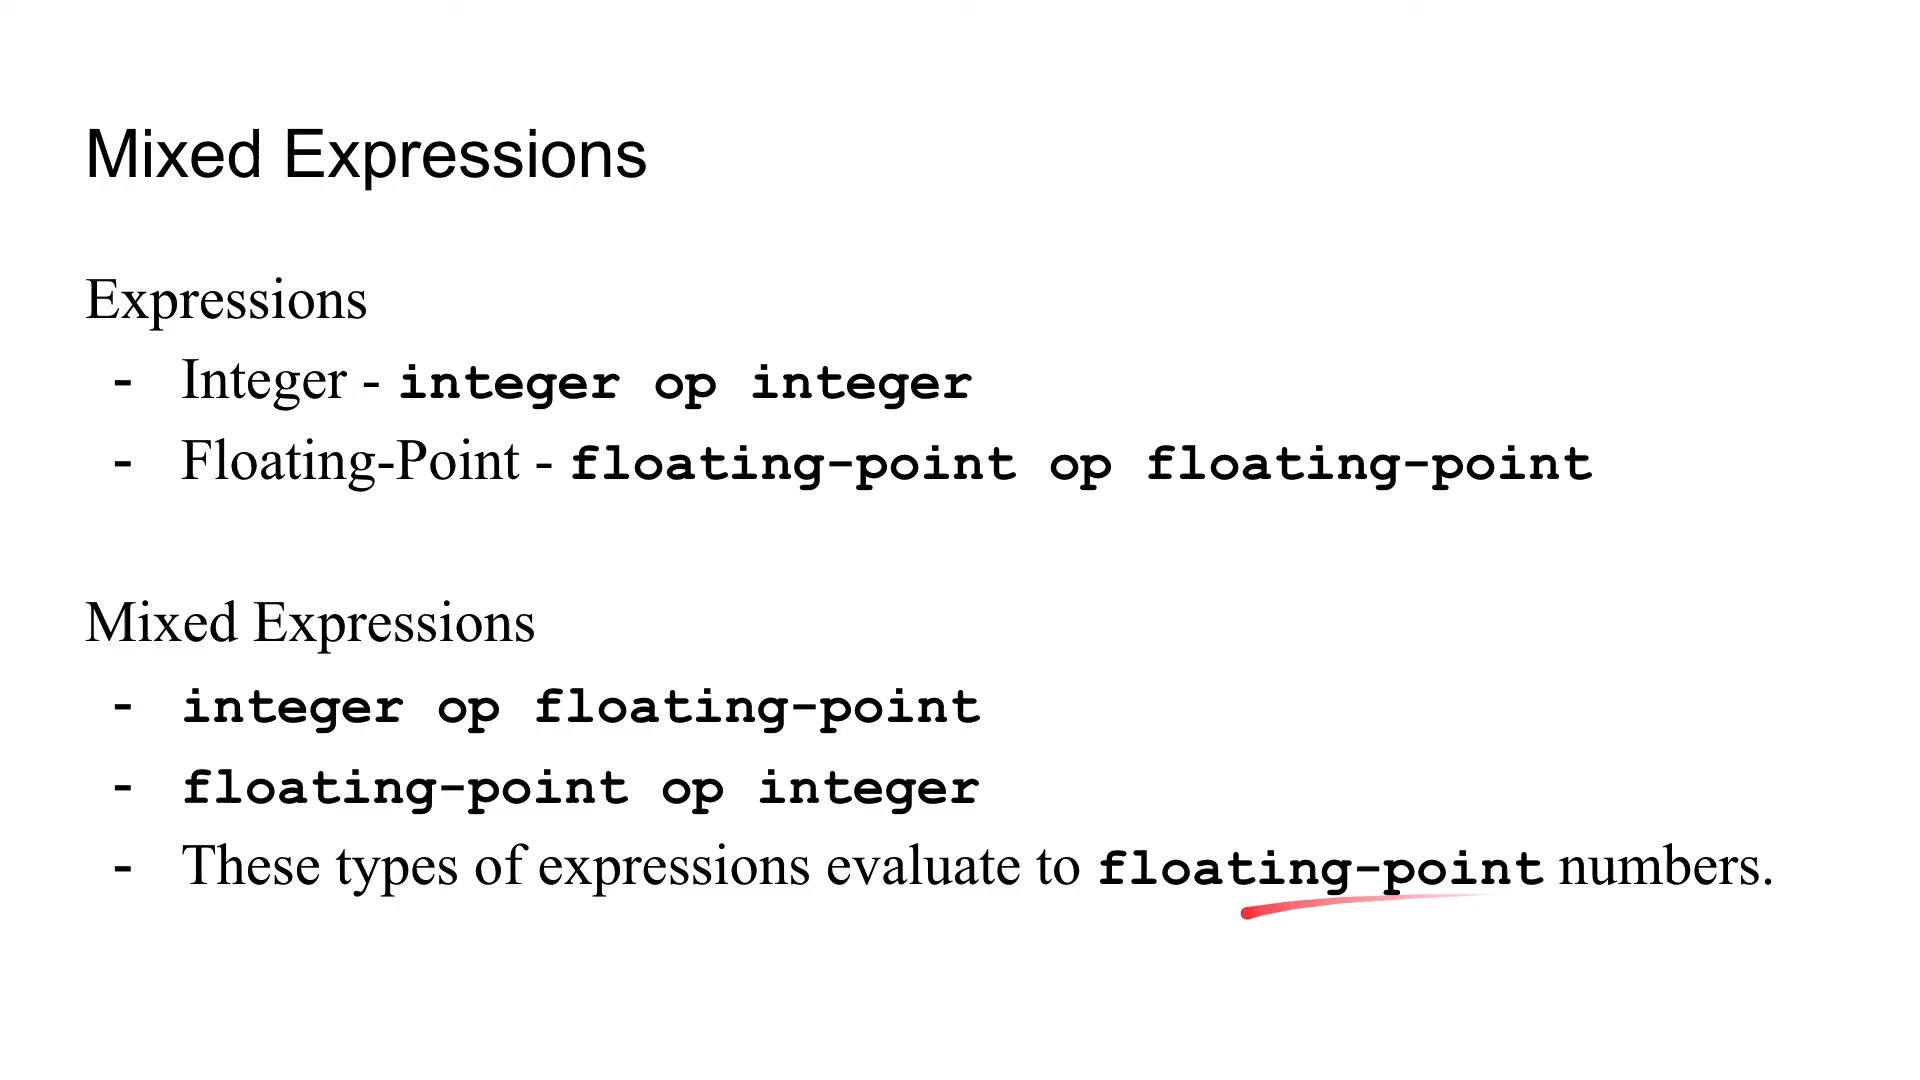 Mixed Expressions
Expressions
- Integer - integer op integer
- Floating-Point - floating-point op floating-point
Mixed Expressions
- integer op floating-point
- floating-point op integer
- These types of expressions evaluate to floating-point numbers.